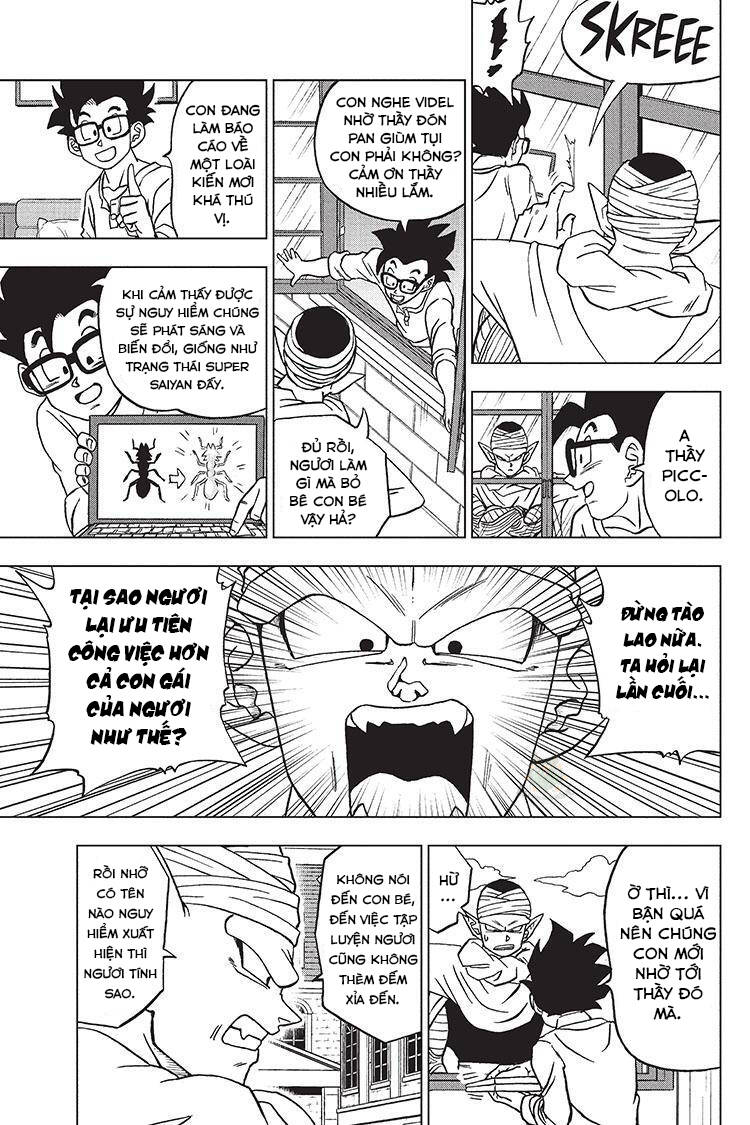 SKREEE
A
THẦY
PICC-
OLO.
CON NGHE VIDEL
NHỜ THẦY ĐÓN
PAN GIÙM TỤI
CON PHẢI KHÔNG?
CẢM ƠN THẦY
NHIỀU LẮM.
ĐỦ RỒI,
NGƯƠI LÀM
GÌ MÀ BỎ
BÊ CON BÉ
VẬY HẢ?
CON ĐANG
LÀM BÁO
CÁO VỀ
MỘT LOÀI
KIẾN MỚI
KHÁ THÚ
VỊ.
KHI CẢM THẤY ĐƯỢC
SỰ NGUY HIỂM CHÚNG
SẼ PHÁT SÁNG VÀ
BIẾN ĐỔI, GIỐNG NHƯ
TRẠNG THÁI SUPER
SAIYAN ĐẤY.
ĐỪNG TÀO
LAO NỮA.
TA HỎI LẠI
LẦN CUỐI...
TẠI SAO NGƯƠI
LẠI ƯU TIÊN
CÔNG VIỆC HƠN
CẢ CON GÁI
CỦA NGƯƠI
NHƯ THẾ?
Ờ THÌ... VÌ
BẬN QUÁ
NÊN CHÚNG
CON MỚI
NHỜ TỚI
THẦY ĐÓ
MÀ.
HỪ
...
KHÔNG NÓI
ĐẾN CON BÉ,
ĐẾN VIỆC TẬP
LUYỆN NGƯƠI
CŨNG KHÔNG
THÈM ĐẾM
XỈA ĐẾN.
RỒI NHỠ
CÓ TÊN
NÀO NGUY
HIỂM XUẤT
HIỆN THÌ
NGƯƠI TÍNH
SAO.